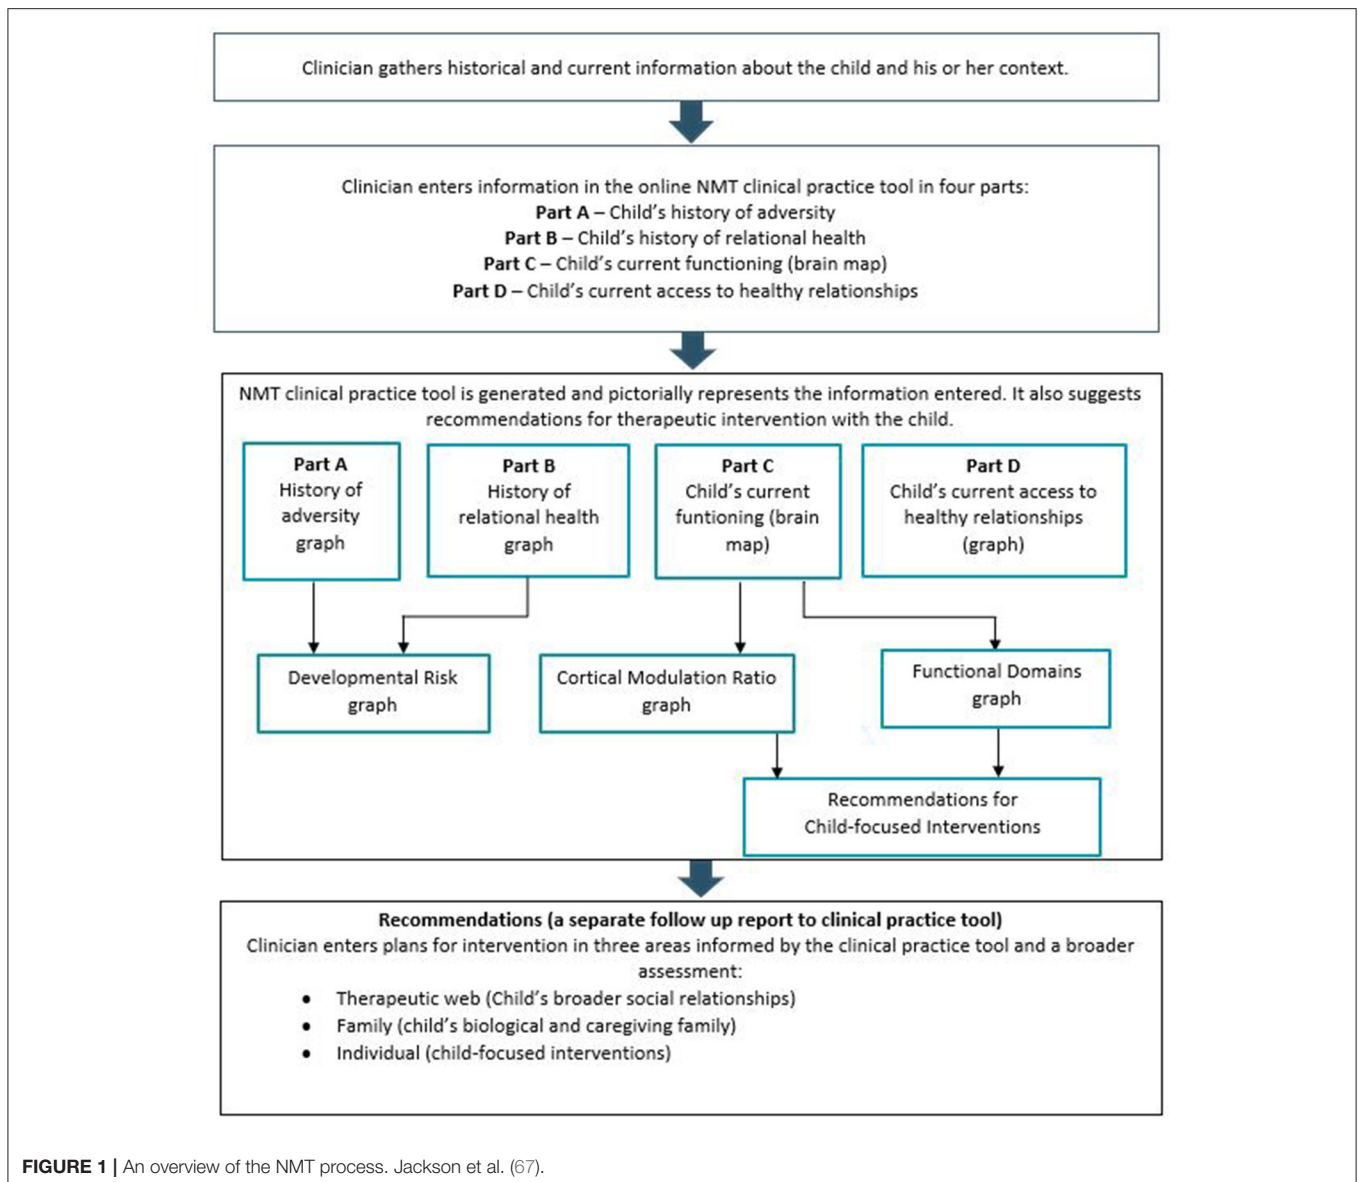 Clinician gathers historical and current information about the child and his or her context.
Clinician enters information in the online NMT clinical practice tool in four parts:
Part A – Child's history of adversity
Part B – Child's history of relational health
Part C – Child's current functioning (brain map)
Part D – Child's current access to healthy relationships
NMT clinical practice tool is generated and pictorially represents the information entered. It also suggests
recommendations for therapeutic intervention with the child.
Part A
History of
adversity
graph
Part B
History of
relational health
graph
Part C
Child's current
funtioning (brain
map)
Part D
Child's current access to
healthy relationships
(graph)
Developmental Risk
graph
Cortical Modulation Ratio
graph
Functional Domains
graph
Recommendations for
Child-focused Interventions
Recommendations (a separate follow up report to clinical practice tool)
Clinician enters plans for intervention in three areas informed by the clinical practice tool and a broader
assessment:
• Therapeutic web (Child's broader social relationships)
• Family (child's biological and caregiving family)
• Individual (child-focused interventions)
FIGURE 1 | An overview of the NMT process. Jackson et al. (67).